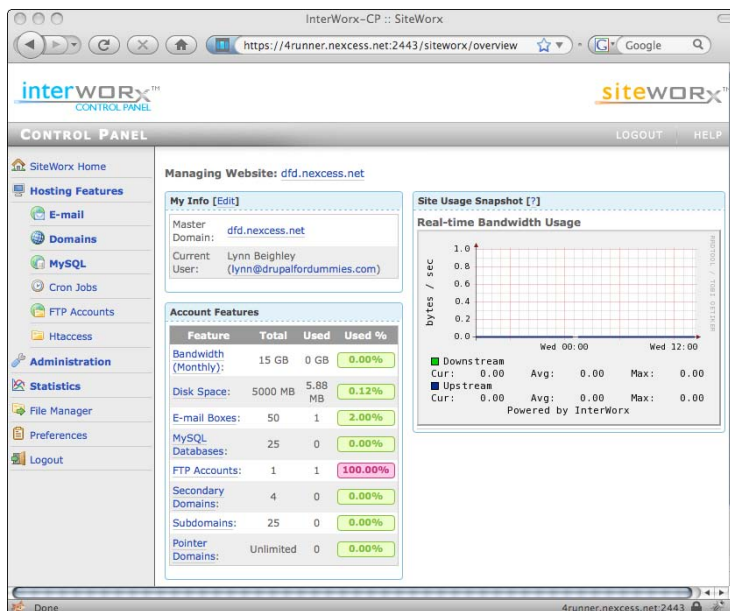 InterWorx-CP :: SiteWorx
https://4runner.nexcess.net:2443/siteworx/overview
G
Google
interworx™
CONTROL PANEL
siteworx™
CONTROL PANEL
LOGOUT HELP
SiteWorx Home
Hosting Features
E-mail
Domains
MySQL
Cron Jobs
FTP Accounts
Htaccess
Administration
Statistics
File Manager
Preferences
Logout
Managing Website: dfd.nexcess.net
My Info [Edit]
Master
Domain: dfd.nexcess.net
Current Lynn Beighley
User: (lynn@drupalfordummies.com)
Account Features
Feature Total Used Used %
Bandwidth
(Monthly): 15 GB 0 GB 0.00%
Disk Space: 5000 MB 5.88 MB 0.12%
E-mail Boxes: 50 1 2.00%
MySQL
Databases: 25 0 0.00%
FTP Accounts: 1 1 100.00%
Secondary
Domains: 4 0 0.00%
Subdomains: 25 0 0.00%
Pointer
Domains: Unlimited 0 0.00%
Site Usage Snapshot [?]
Real-time Bandwidth Usage
bytes / sec
1.0
0.8
0.6
0.4
0.2
0.0
Wed 00:00 Wed 12:00
RRDTOOL / TOBI OETIKER
Downstream
Cur: 0.00 Avg: 0.00 Max: 0.00
Upstream
Cur: 0.00 Avg: 0.00 Max: 0.00
Powered by InterWorx
Done
4runner.nexcess.net:2443